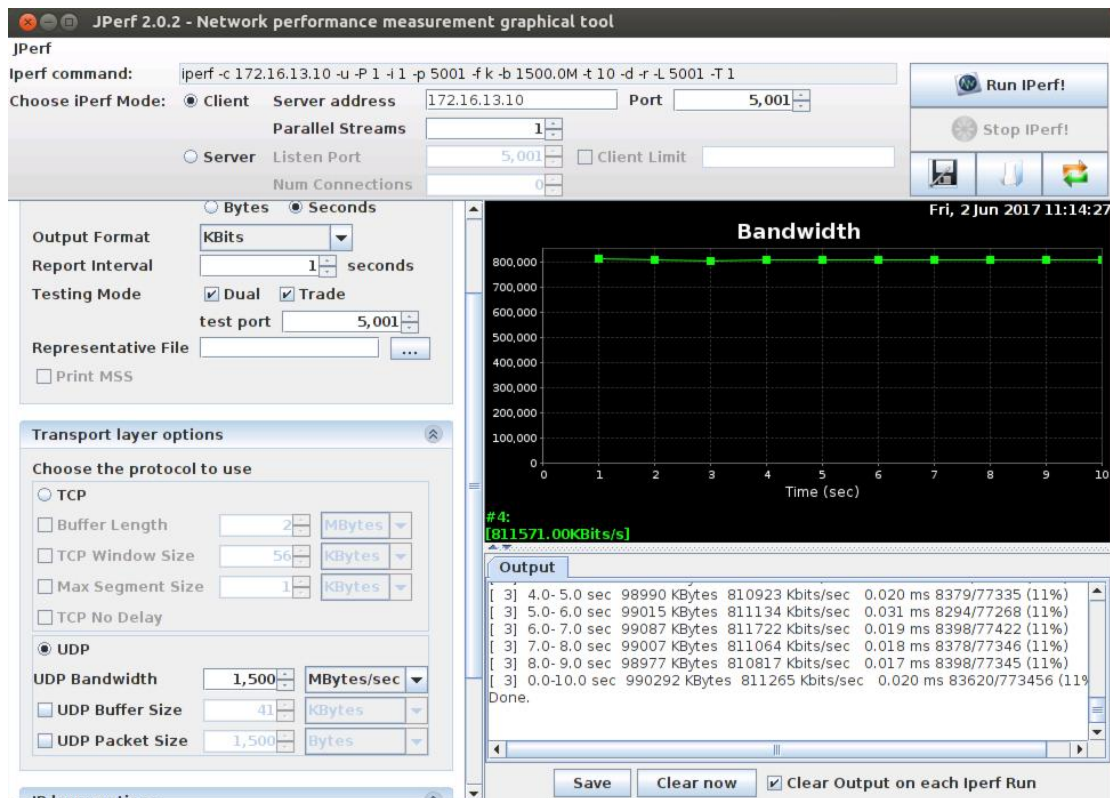 JPerf 2.0.2 - Network performance measurement graphical tool
JPerf
Iperf command: iperf -c 172.16.13.10 -u -P 1 -i 1 -p 5001 -f k -b 1500.0M -t 10 -d -r -L 5001 -T 1
Choose iPerf Mode: Client Server address 172.16.13.10 Port 5,001
Parallel Streams 1
Server Listen Port 5,001 Client Limit
Num Connections 0
Run IPerf!
Stop IPerf!
Bytes Seconds
Output Format KBits
Report Interval 1 seconds
Testing Mode Dual Trade
test port 5,001
Representative File ...
Print MSS
Transport layer options
Choose the protocol to use
TCP
Buffer Length 2 MBytes
TCP Window Size 56 KBytes
Max Segment Size 1 KBytes
TCP No Delay
UDP
UDP Bandwidth 1,500 MBytes/sec
UDP Buffer Size 41 KBytes
UDP Packet Size 1,500 Bytes
Fri, 2 Jun 2017 11:14:27
Bandwidth
800,000
700,000
600,000
500,000
400,000
300,000
200,000
100,000
0
0 1 2 3 4 5 6 7 8 9 10
Time (sec)
#4:
[811571.00KBits/s]
Output
[ 3] 4.0- 5.0 sec 98990 KBytes 810923 Kbits/sec 0.020 ms 8379/77335 (11%)
[ 3] 5.0- 6.0 sec 99015 KBytes 811134 Kbits/sec 0.031 ms 8294/77268 (11%)
[ 3] 6.0- 7.0 sec 99087 KBytes 811722 Kbits/sec 0.019 ms 8398/77422 (11%)
[ 3] 7.0- 8.0 sec 99007 KBytes 811064 Kbits/sec 0.018 ms 8378/77346 (11%)
[ 3] 8.0- 9.0 sec 98977 KBytes 810817 Kbits/sec 0.017 ms 8398/77345 (11%)
[ 3] 0.0-10.0 sec 990292 KBytes 811265 Kbits/sec 0.020 ms 83620/773456 (11%
Done.
Save Clear now Clear Output on each Iperf Run